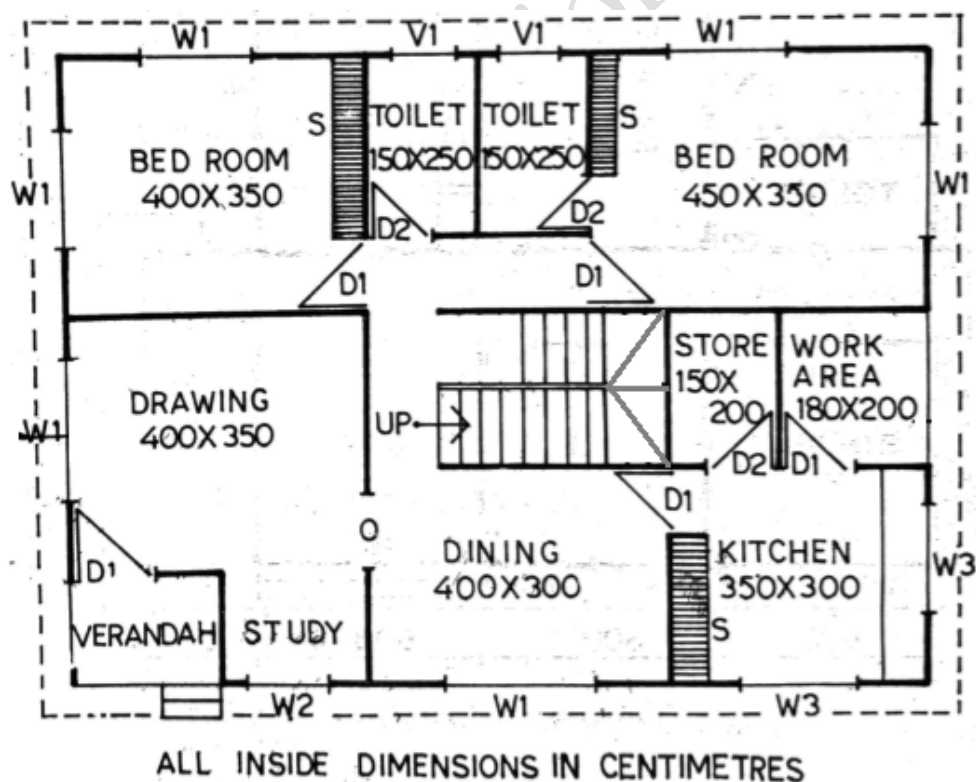 W1 V1 V1 W1
S TOILET TOILET S
150X250 150X250
BED ROOM
400X350
BED ROOM
450X350
W1 W1
D2 D2
D1 D1
DRAWING
400X350
STORE
150X
200
WORK
AREA
180X200
W1 UP
D2 D1
D1
O
DINING
400X300
KITCHEN
350X300
W3
D1
VERANDAH STUDY S
W2 W1 W3
ALL INSIDE DIMENSIONS IN CENTIMETRES